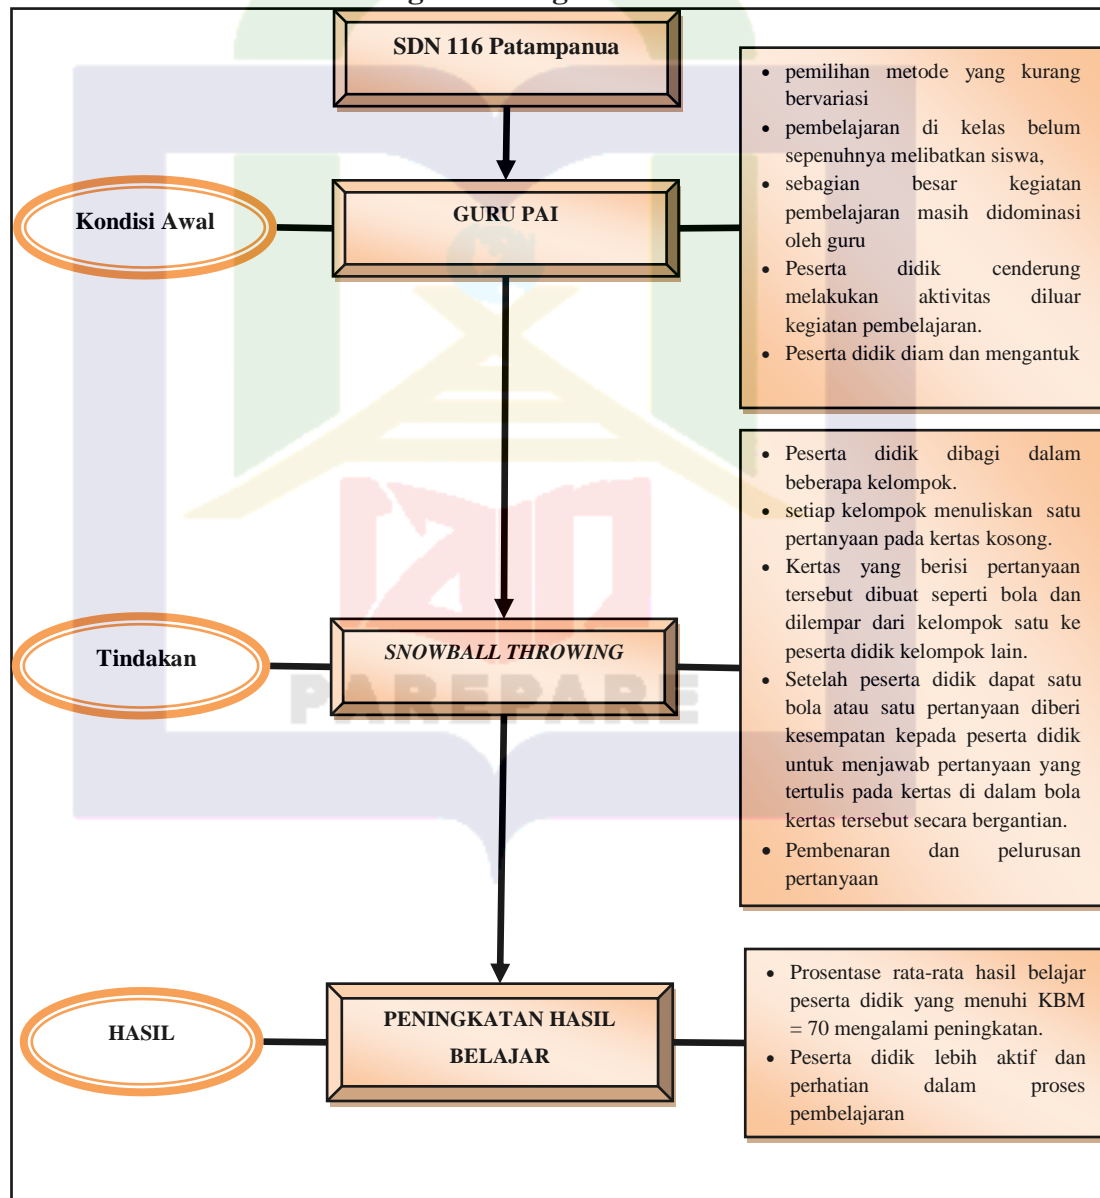 SDN 116 Patampanua
• pemilihan metode yang kurang
bervariasi
• pembelajaran di kelas belum
sepenuhnya melibatkan siswa,
• sebagian besar kegiatan
pembelajaran masih didominasi
oleh guru
• Peserta didik cenderung
melakukan aktivitas diluar
kegiatan pembelajaran.
• Peserta didik diam dan mengantuk
Kondisi Awal
GURU PAI
• Peserta didik dibagi dalam
beberapa kelompok.
• setiap kelompok menuliskan satu
pertanyaan pada kertas kosong.
• Kertas yang berisi pertanyaan
tersebut dibuat seperti bola dan
dilempar dari kelompok satu ke
peserta didik kelompok lain.
• Setelah peserta didik dapat satu
bola atau satu pertanyaan diberi
kesempatan kepada peserta didik
untuk menjawab pertanyaan yang
tertulis pada kertas di dalam bola
kertas tersebut secara bergantian.
• Pembenaran dan pelurusan
pertanyaan
Tindakan
SNOWBALL THROWING
PAREPARE
• Prosentase rata-rata hasil belajar
peserta didik yang menuhi KBM
= 70 mengalami peningkatan.
• Peserta didik lebih aktif dan
perhatian dalam proses
pembelajaran
HASIL
PENINGKATAN HASIL
BELAJAR